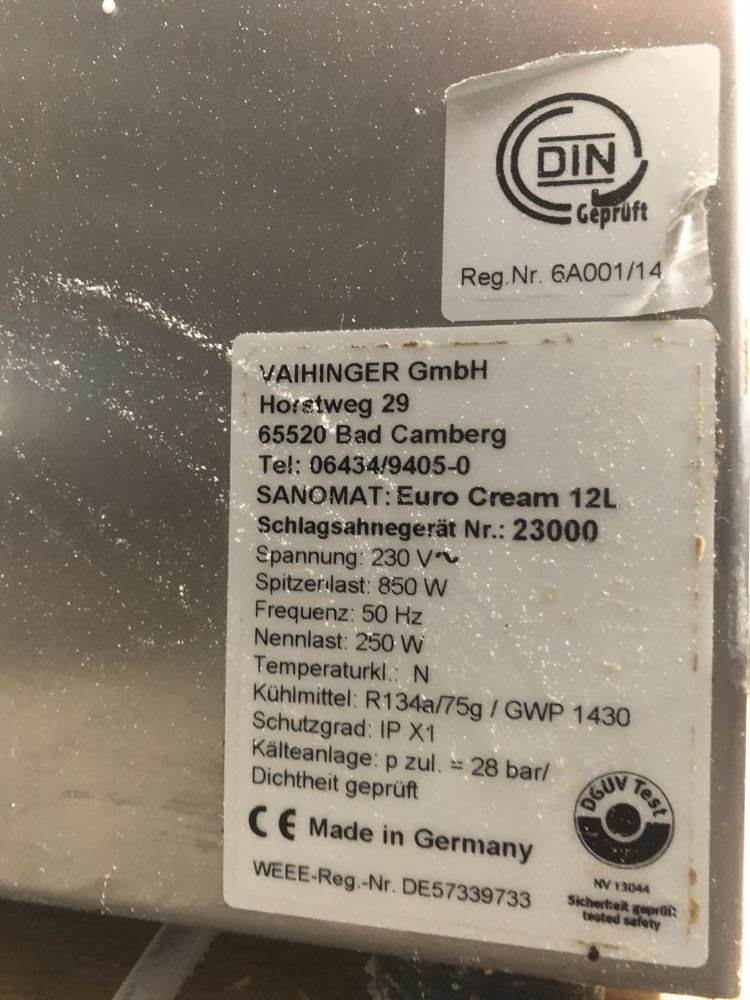 DIN
Geprüft
Reg.Nr. 6A001/14
VAIHINGER GmbH
Horstweg 29
65520 Bad Camberg
Tel: 06434/9405-0
SANOMAT: Euro Cream 12L
Schlagsahnegerät Nr.: 23000
Spannung: 230 V~
Spitzenlast: 850 W
Frequenz: 50 Hz
Nennlast: 250 W
Temperaturkl.: N
Kühlmittel: R134a/75g / GWP 1430
Schutzgrad: IP X1
Kälteanlage: p zul. = 28 bar/
Dichtheit geprüft
CE Made in Germany
WEEE-Reg.-Nr. DE57339733
DGUV Test
NV 13044
Sicherheit geprüft
tested safety